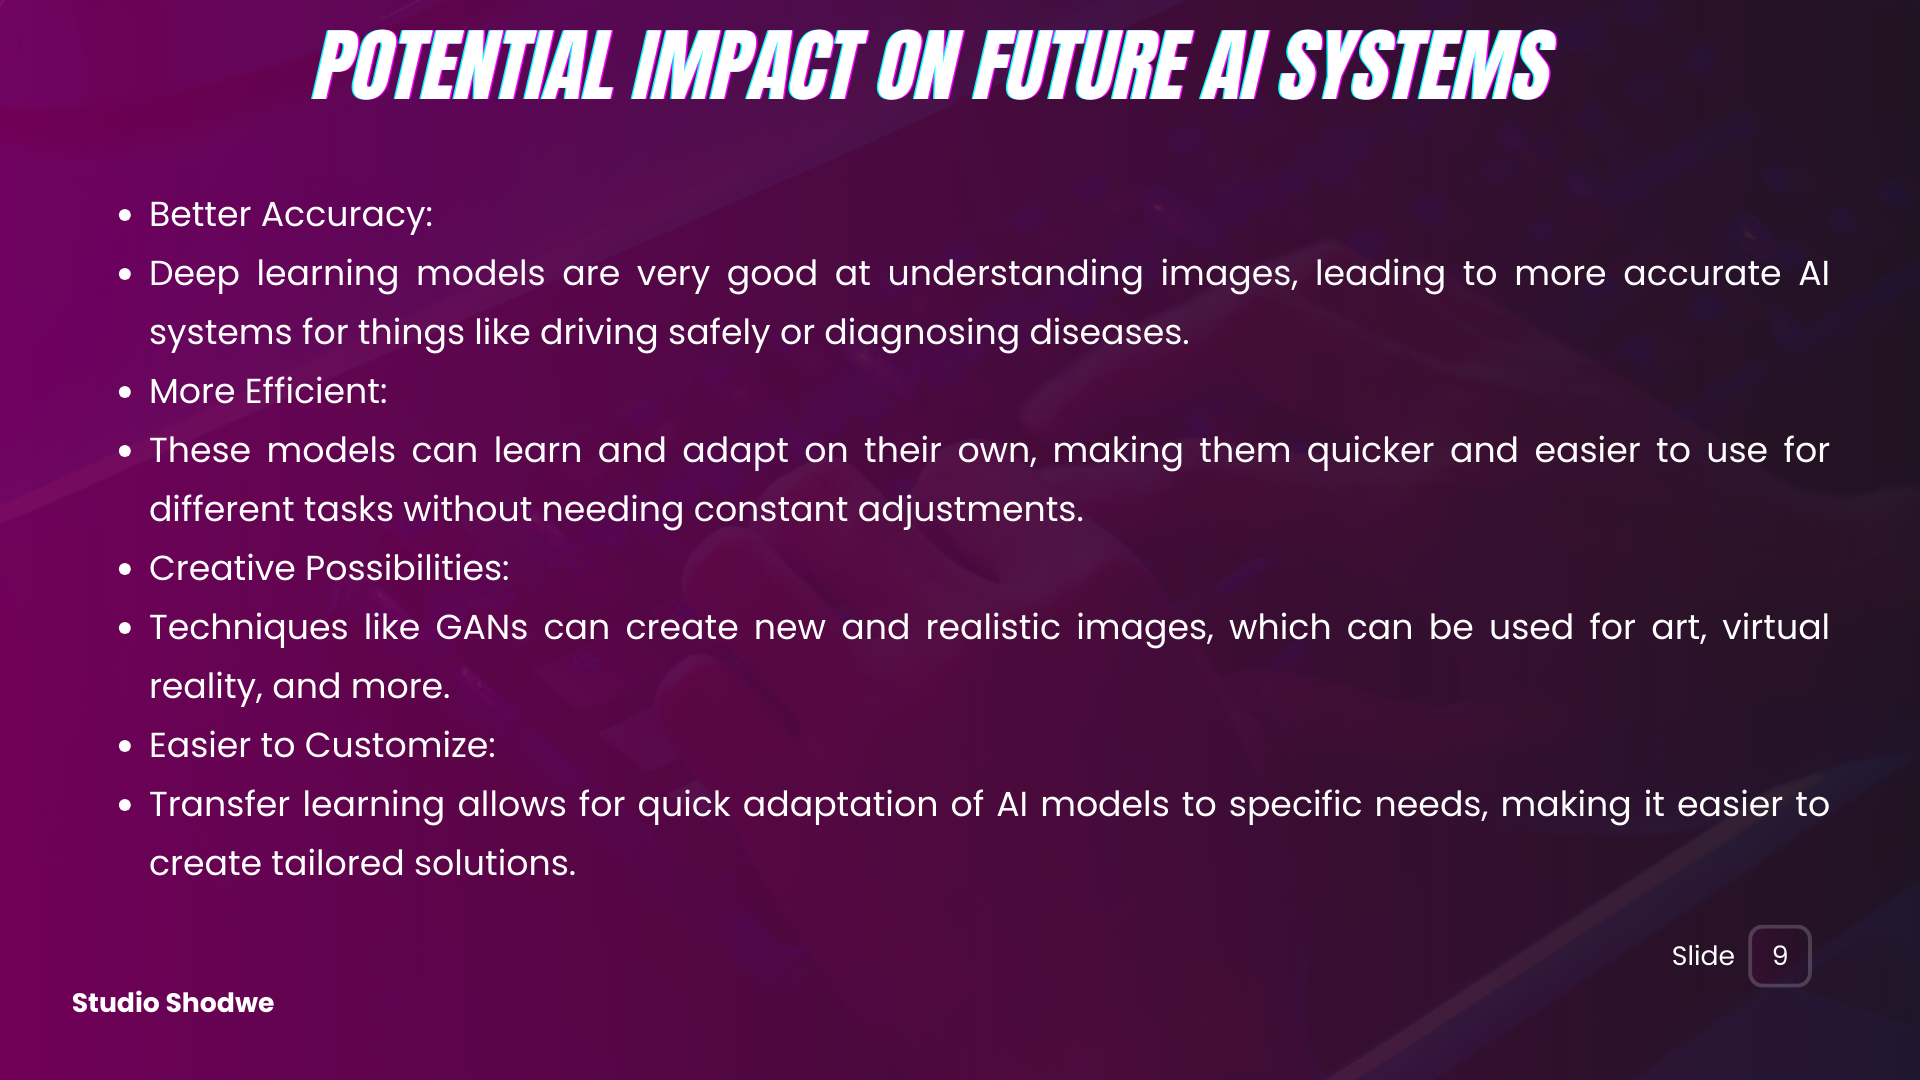 POTENTIAL IMPACT ON FUTURE AI SYSTEMS
• Better Accuracy:
• Deep learning models are very good at understanding images, leading to more accurate AI
systems for things like driving safely or diagnosing diseases.
• More Efficient:
• These models can learn and adapt on their own, making them quicker and easier to use for
different tasks without needing constant adjustments.
• Creative Possibilities:
• Techniques like GANs can create new and realistic images, which can be used for art, virtual
reality, and more.
• Easier to Customize:
• Transfer learning allows for quick adaptation of AI models to specific needs, making it easier to
create tailored solutions.
Slide 9
Studio Shodwe